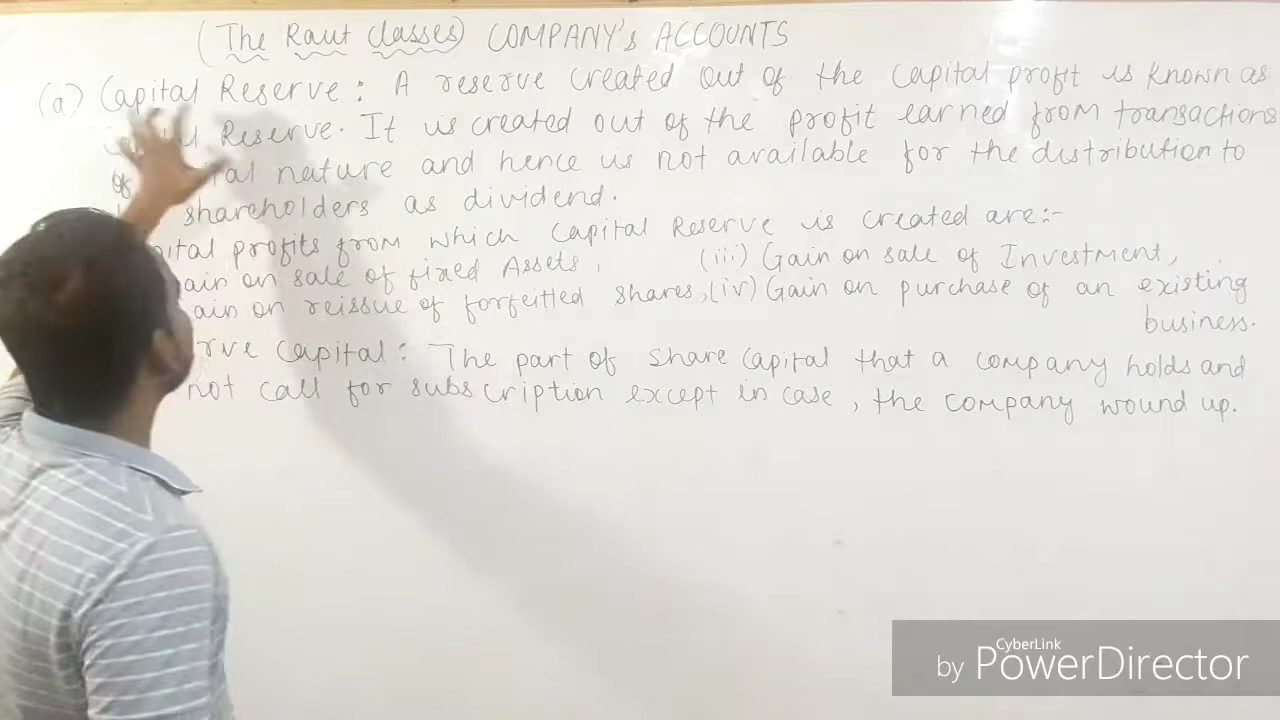 (The Raut Classes) COMPANY's ACCOUNTS
(a) Capital Reserve: A reserve created out of the capital profit is known as
Reserve. It is created out of the profit earned from transactions
of nature and hence is not available for the distribution to
shareholders as dividend.
profits from which capital Reserve is created are:-
on sale of fixed Assets, (iii) Gain on sale of Investment,
on reissue of forfeitted shares, (iv) Gain on purchase of an existing
business.
capital: The part of share capital that a company holds and
not call for subscription except in case, the company wound up.
CyberLink
by PowerDirector